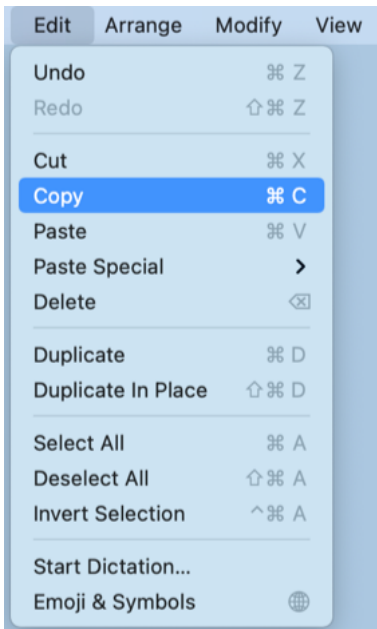 Edit Arrange Modify View
Undo ⌘ Z
Redo ⇧⌘ Z
Cut ⌘ X
Copy ⌘ C
Paste ⌘ V
Paste Special
Delete ⌫
Duplicate ⌘ D
Duplicate In Place ⇧⌘ D
Select All ⌘ A
Deselect All ⇧⌘ A
Invert Selection ^⌘ A
Start Dictation...
Emoji & Symbols